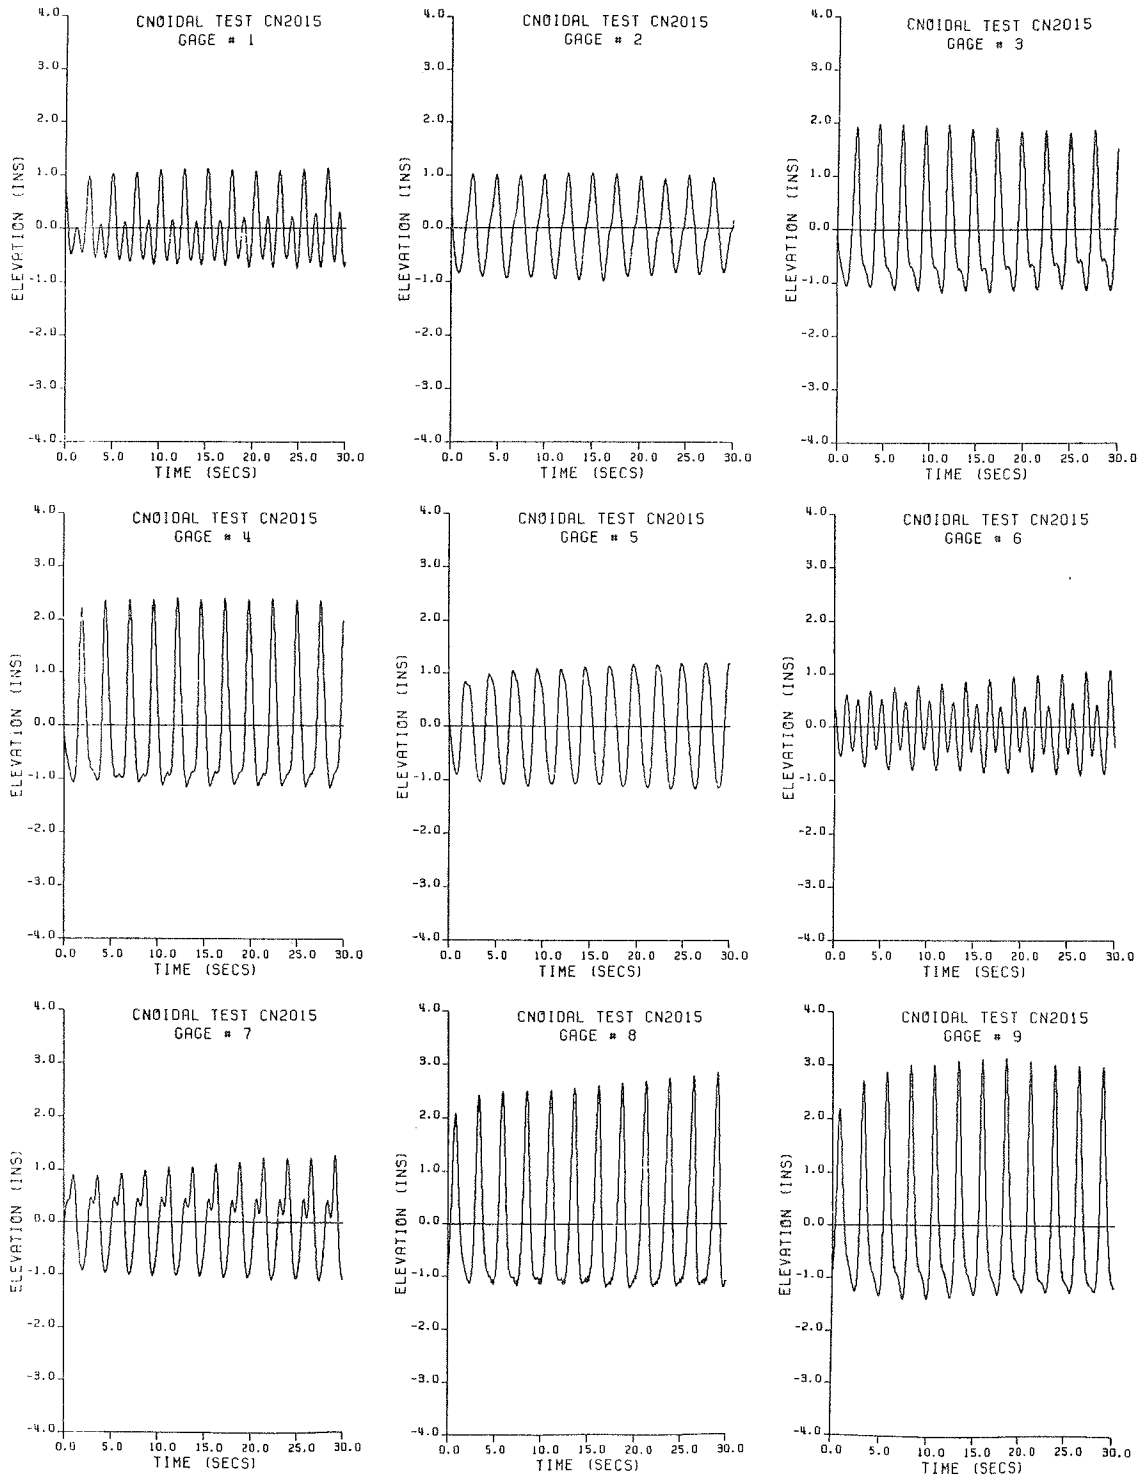 CNOIDAL TEST CN2015
GAGE # 1
4.0
3.0
2.0
1.0
0.0
-1.0
-2.0
-3.0
-4.0
ELEVATION (INS)
0.0 5.0 10.0 15.0 20.0 25.0 30.0
TIME (SECS)
CNOIDAL TEST CN2015
GAGE # 2
4.0
3.0
2.0
1.0
0.0
-1.0
-2.0
-3.0
-4.0
ELEVATION (INS)
0.0 5.0 10.0 15.0 20.0 25.0 30.0
TIME (SECS)
CNOIDAL TEST CN2015
GAGE # 3
4.0
3.0
2.0
1.0
0.0
-1.0
-2.0
-3.0
-4.0
ELEVATION (INS)
0.0 5.0 10.0 15.0 20.0 25.0 30.0
TIME (SECS)
CNOIDAL TEST CN2015
GAGE # 4
4.0
3.0
2.0
1.0
0.0
-1.0
-2.0
-3.0
-4.0
ELEVATION (INS)
0.0 5.0 10.0 15.0 20.0 25.0 30.0
TIME (SECS)
CNOIDAL TEST CN2015
GAGE # 5
4.0
3.0
2.0
1.0
0.0
-1.0
-2.0
-3.0
-4.0
ELEVATION (INS)
0.0 5.0 10.0 15.0 20.0 25.0 30.0
TIME (SECS)
CNOIDAL TEST CN2015
GAGE # 6
4.0
3.0
2.0
1.0
0.0
-1.0
-2.0
-3.0
-4.0
ELEVATION (INS)
0.0 5.0 10.0 15.0 20.0 25.0 30.0
TIME (SECS)
CNOIDAL TEST CN2015
GAGE # 7
4.0
3.0
2.0
1.0
0.0
-1.0
-2.0
-3.0
-4.0
ELEVATION (INS)
0.0 5.0 10.0 15.0 20.0 25.0 30.0
TIME (SECS)
CNOIDAL TEST CN2015
GAGE # 8
4.0
3.0
2.0
1.0
0.0
-1.0
-2.0
-3.0
-4.0
ELEVATION (INS)
0.0 5.0 10.0 15.0 20.0 25.0 30.0
TIME (SECS)
CNOIDAL TEST CN2015
GAGE # 9
4.0
3.0
2.0
1.0
0.0
-1.0
-2.0
-3.0
-4.0
ELEVATION (INS)
0.0 5.0 10.0 15.0 20.0 25.0 30.0
TIME (SECS)